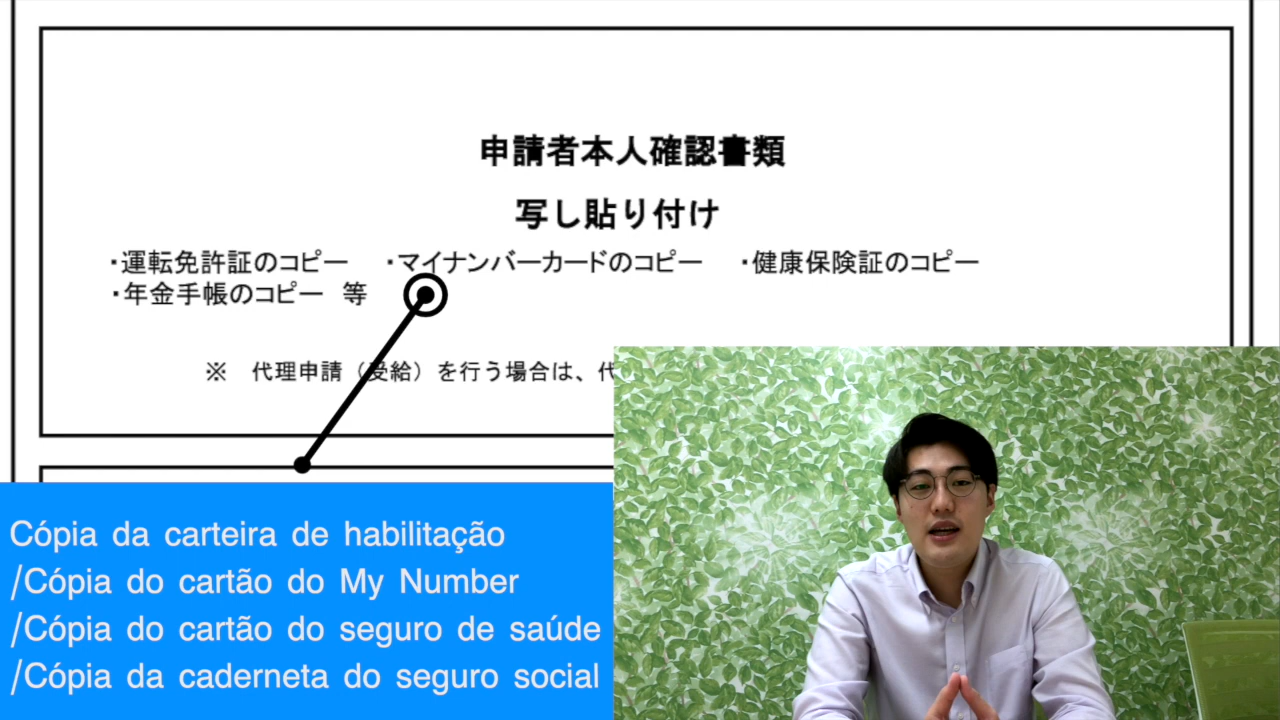 申請者本人確認書類
写し貼り付け
・運転免許証のコピー ・マイナンバーカードのコピー ・健康保険証のコピー
・年金手帳のコピー 等
※ 代理申請（受給）を行う場合は、代
Cópia da carteira de habilitação
/Cópia do cartão do My Number
/Cópia do cartão do seguro de saúde
/Cópia da caderneta do seguro social